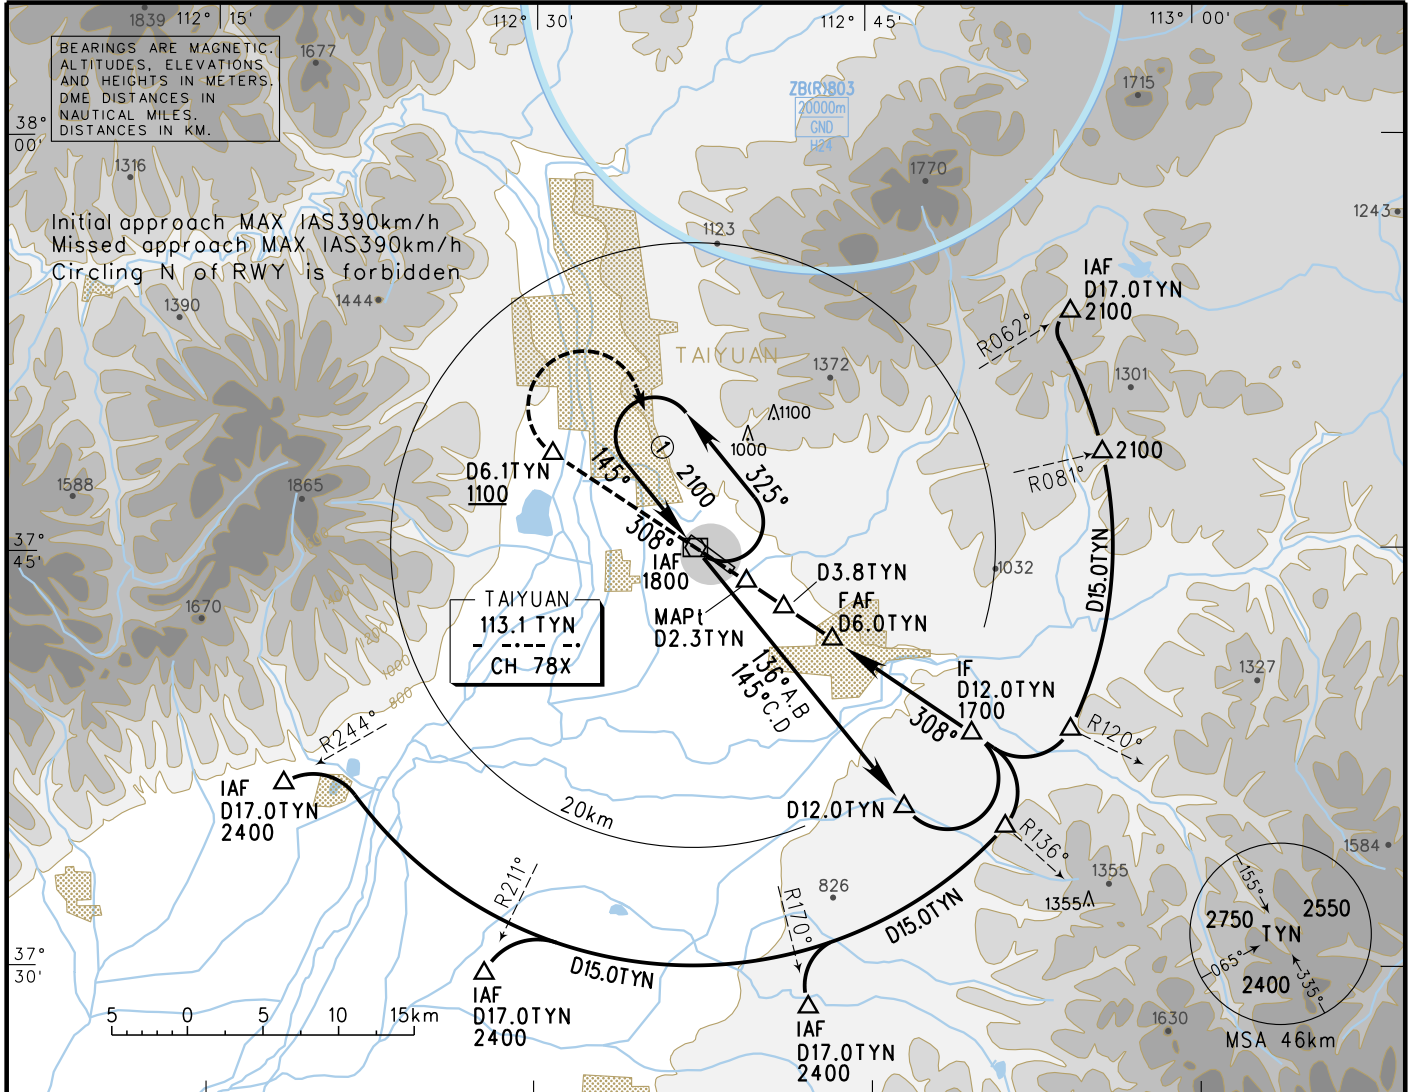 1839
112° 15'
112° 30'
112° 45'
113° 00'
BEARINGS ARE MAGNETIC.
ALTITUDES, ELEVATIONS
AND HEIGHTS IN METERS.
DME DISTANCES IN
NAUTICAL MILES.
DISTANCES IN KM.
1677
ZB(R)803
20000m
GND
H24
1715
38°
00'
1316
1770
1243
Initial approach MAX IAS390km/h
Missed approach MAX IAS390km/h
Circling N of RWY is forbidden
1123
1390
1444
IAF
D17.0TYN
2100
R062°
TAIYUAN
1372
1301
1100
1000
2100
R081°
D6.1TYN
1100
145°
1
2100
325°
1588
1865
308°
37°
45'
IAF
1800
1032
D15.0TYN
D3.8TYN
FAF
D6.0TYN
MAPt
D2.3TYN
TAIYUAN
113.1 TYN
CH 78X
1670
1400
1200
1000
800
136°A.B
145°C.D
IF
D12.0TYN
1700
308°
1327
R244°
R120°
IAF
D17.0TYN
2400
20km
D12.0TYN
R136°
1584
R211°
R170°
826
1355
1355
D15.0TYN
155°
2750
2550
TYN
065°
2400
335°
MSA 46km
37°
30'
D15.0TYN
IAF
D17.0TYN
2400
IAF
D17.0TYN
2400
5 0 5 10 15km
1630